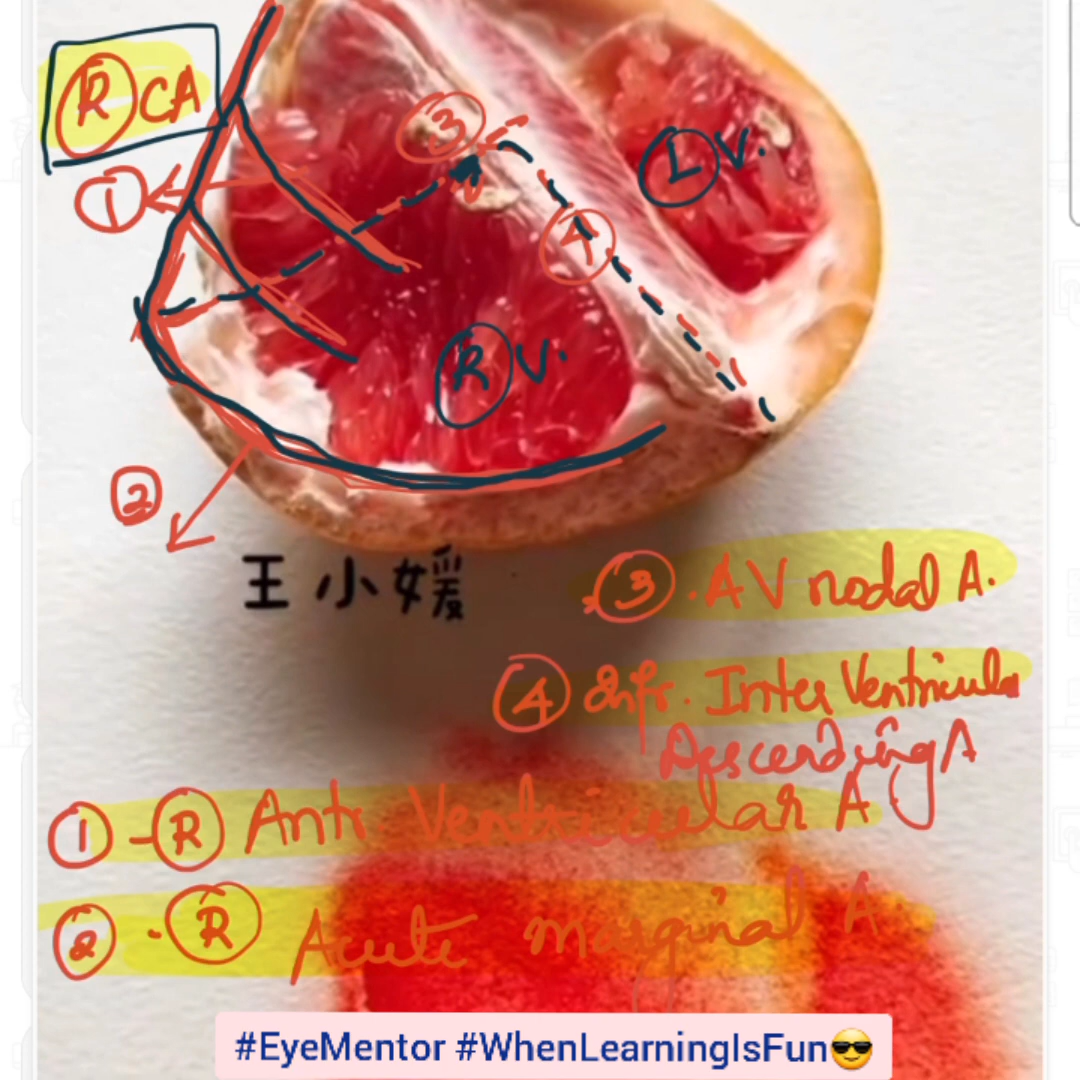 Ⓡ CA
③
Ⓛ V.
①
④
Ⓡ V.
②
王小媛
③. AV nodal A.
④ Infr. Inter Ventricular
Descending A
① - Ⓡ Antr. Ventricular A
② - Ⓡ Acute marginal A
#EyeMentor #WhenLearningIsFun😎